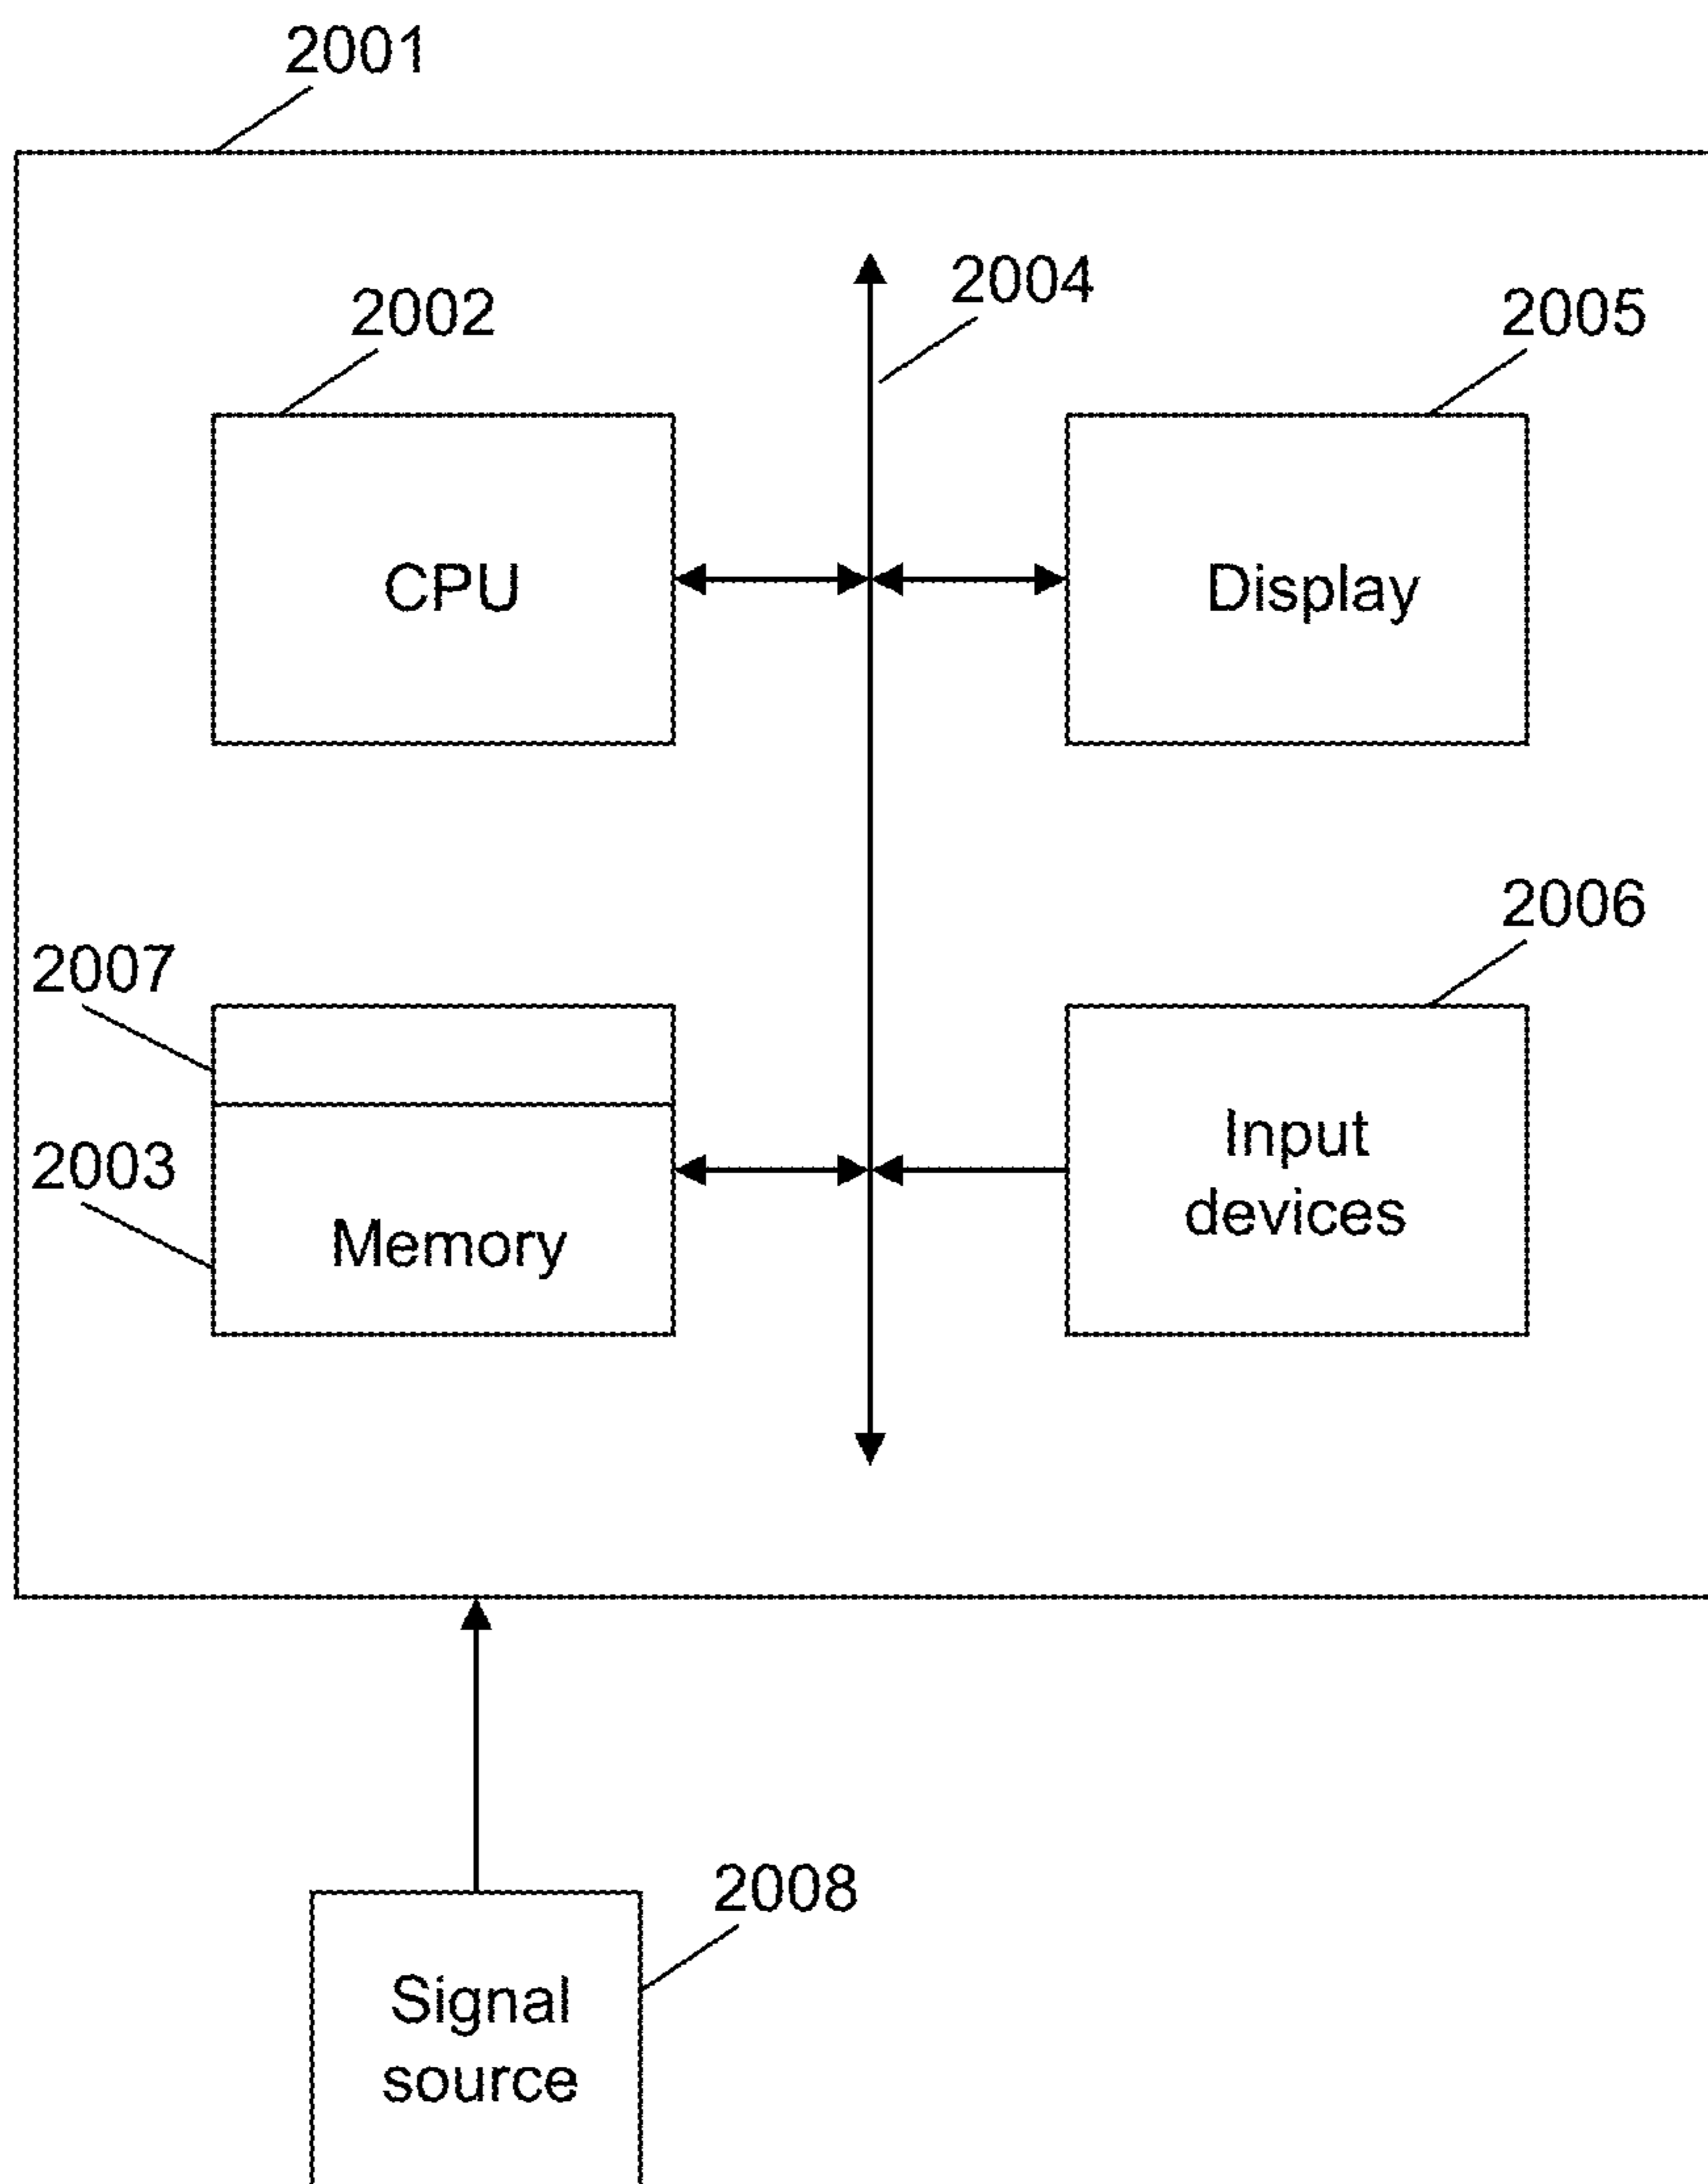 2001
2004
2002
2005
CPU
Display
2006
2007
Input
devices
2003
Memory
2008
Signal
source